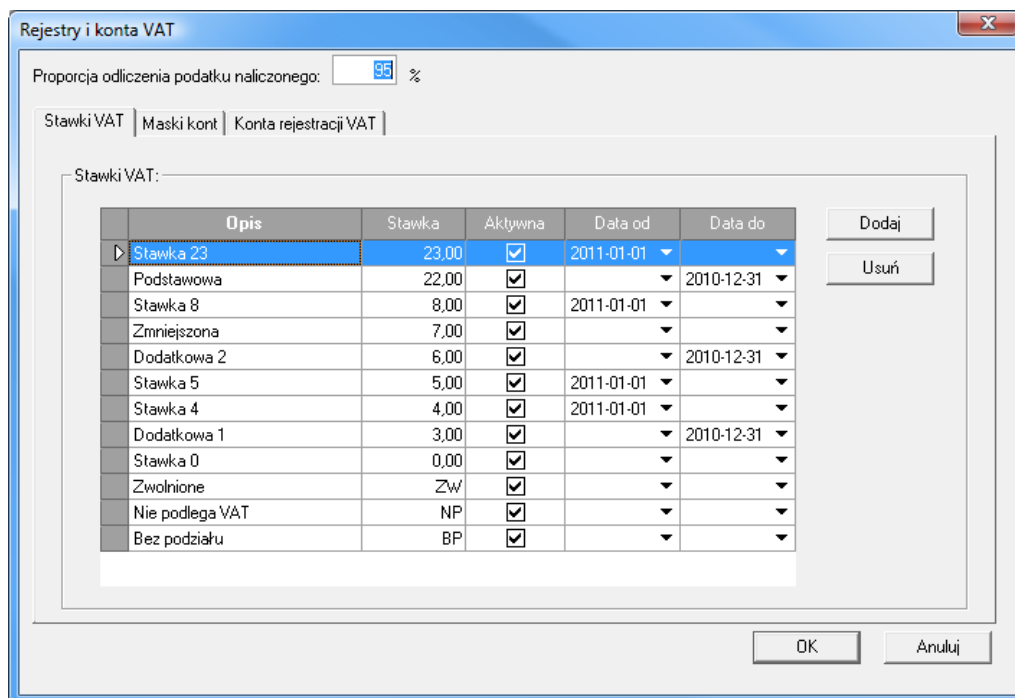 Rejestry i konta VAT
Proporcja odliczenia podatku naliczonego: 95 %
Stawki VAT Maski kont Konta rejestracji VAT
Stawki VAT:
Opis Stawka Aktywna Data od Data do
Stawka 23 23,00 2011-01-01
Podstawowa 22,00 2010-12-31
Stawka 8 8,00 2011-01-01
Zmniejszona 7,00
Dodatkowa 2 6,00 2010-12-31
Stawka 5 5,00 2011-01-01
Stawka 4 4,00 2011-01-01
Dodatkowa 1 3,00 2010-12-31
Stawka 0 0,00
Zwolnione ZW
Nie podlega VAT NP
Bez podziału BP
Dodaj
Usuń
OK Anuluj